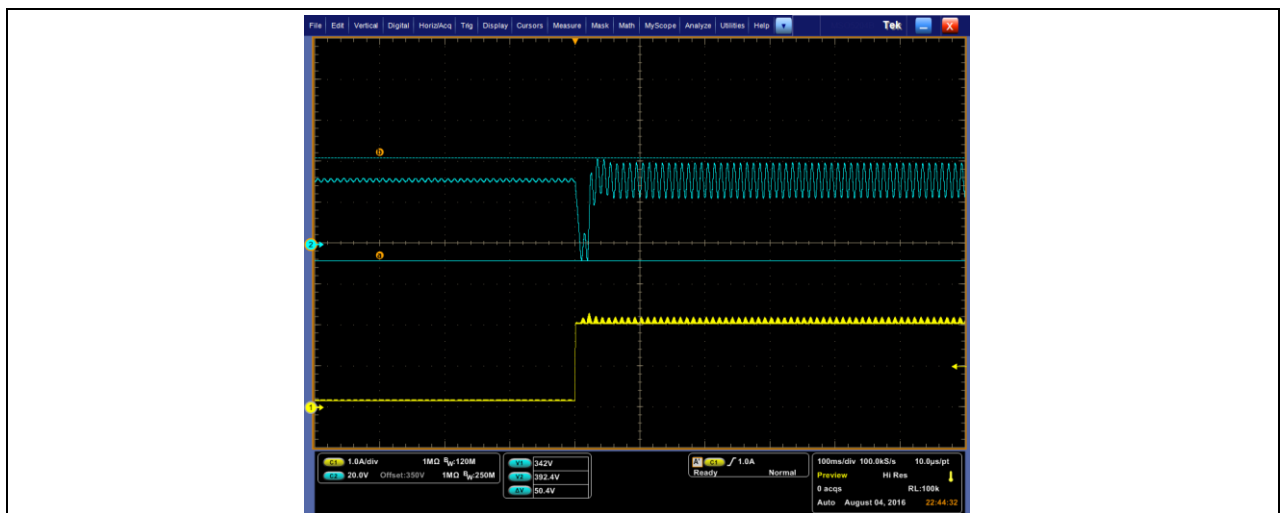 File Edit Vertical Digital Horiz/Acq Trig Display Cursors Measure Mask Math MyScope Analyze Utilities Help Tek X
b
2
a
1
C1 1.0A/div 1MΩ BW:120M
C2 20.0V Offset:350V 1MΩ BW:250M
V1 342V
V2 392.4V
ΔV 50.4V
A' C1 1.0A
Ready Normal
100ms/div 100.0kS/s 10.0µs/pt
Preview Hi Res
0 acqs RL:100k
Auto August 04, 2016 22:44:32